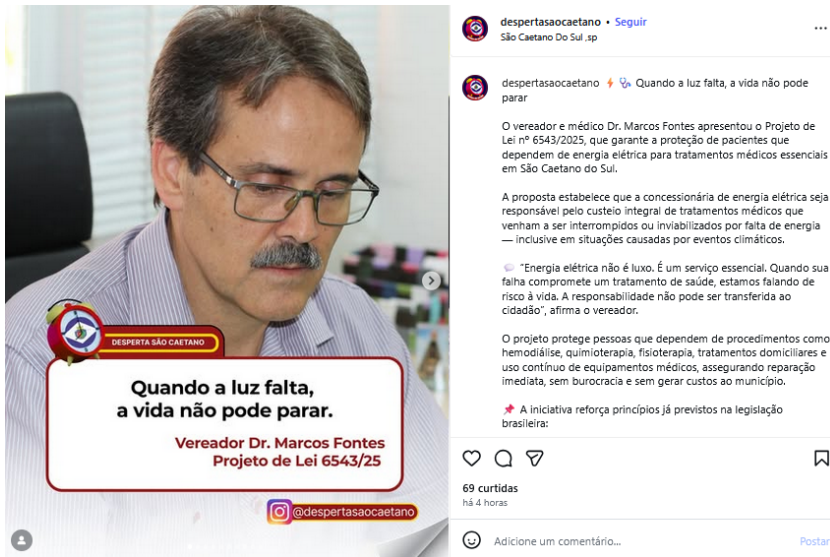 DESPERTA SÃO CAETANO
Quando a luz falta,
a vida não pode parar.
Vereador Dr. Marcos Fontes
Projeto de Lei 6543/25
@despertasaocaetano
despertasaocaetano • Seguir
São Caetano Do Sul ,sp
despertasaocaetano ⚡ 🩺 Quando a luz falta, a vida não pode
parar
O vereador e médico Dr. Marcos Fontes apresentou o Projeto de
Lei nº 6543/2025, que garante a proteção de pacientes que
dependem de energia elétrica para tratamentos médicos essenciais
em São Caetano do Sul.
A proposta estabelece que a concessionária de energia elétrica seja
responsável pelo custeio integral de tratamentos médicos que
venham a ser interrompidos ou inviabilizados por falta de energia
— inclusive em situações causadas por eventos climáticos.
💬 “Energia elétrica não é luxo. É um serviço essencial. Quando sua
falha compromete um tratamento de saúde, estamos falando de
risco à vida. A responsabilidade não pode ser transferida ao
cidadão”, afirma o vereador.
O projeto protege pessoas que dependem de procedimentos como
hemodiálise, quimioterapia, fisioterapia, tratamentos domiciliares e
uso contínuo de equipamentos médicos, assegurando reparação
imediata, sem burocracia e sem gerar custos ao município.
📌 A iniciativa reforça princípios já previstos na legislação
brasileira:
69 curtidas
há 4 horas
Adicione um comentário...
Postar